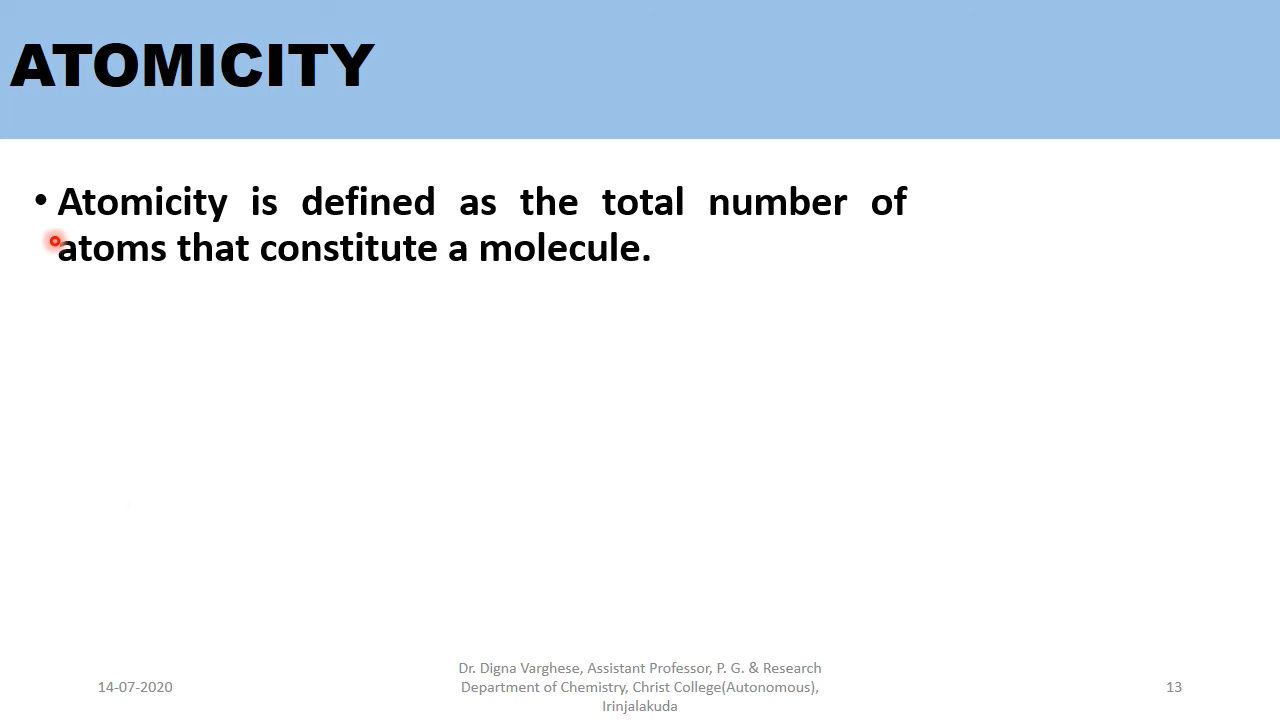 ATOMICITY
• Atomicity is defined as the total number of
atoms that constitute a molecule.
14-07-2020
Dr. Digna Varghese, Assistant Professor, P. G. & Research
Department of Chemistry, Christ College(Autonomous),
Irinjalakuda
13